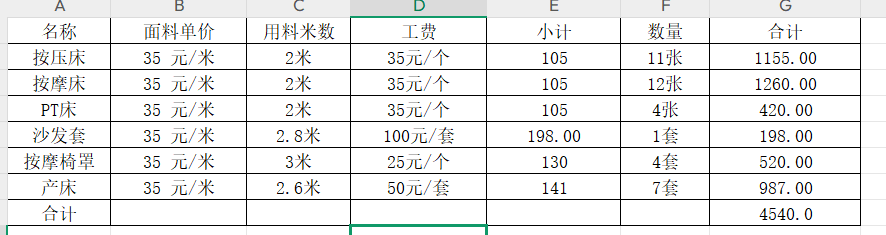 A B C D E F G
名称 面料单价 用料米数 工费 小计 数量 合计
按压床 35 元/米 2米 35元/个 105 11张 1155.00
按摩床 35 元/米 2米 35元/个 105 12张 1260.00
PT床 35 元/米 2米 35元/个 105 4张 420.00
沙发套 35 元/米 2.8米 100元/套 198.00 1套 198.00
按摩椅罩 35 元/米 3米 25元/个 130 4套 520.00
产床 35 元/米 2.6米 50元/套 141 7套 987.00
合计 4540.0